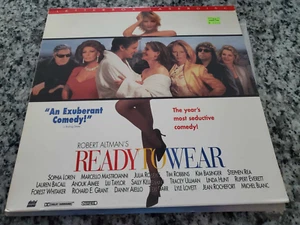 "An Exuberant
Comedy!"
The year's
most seductive
comedy!
ROBERT ALTMAN'S
READY TO WEAR
SOPHIA LOREN MARCELLO MASTROIANNI JULIA ROBERTS TIM ROBBINS KIM BASINGER STEPHEN REA
LAUREN BACALL ANOUK AIMEE LILI TAYLOR SALLY KELLERMAN TRACEY ULLMAN LINDA HUNT RUPERT EVERETT
FOREST WHITAKER RICHARD E. GRANT DANNY AIELLO TERI GARR LYLE LOVETT JEAN ROCHEFORT MICHEL BLANC
STEREO